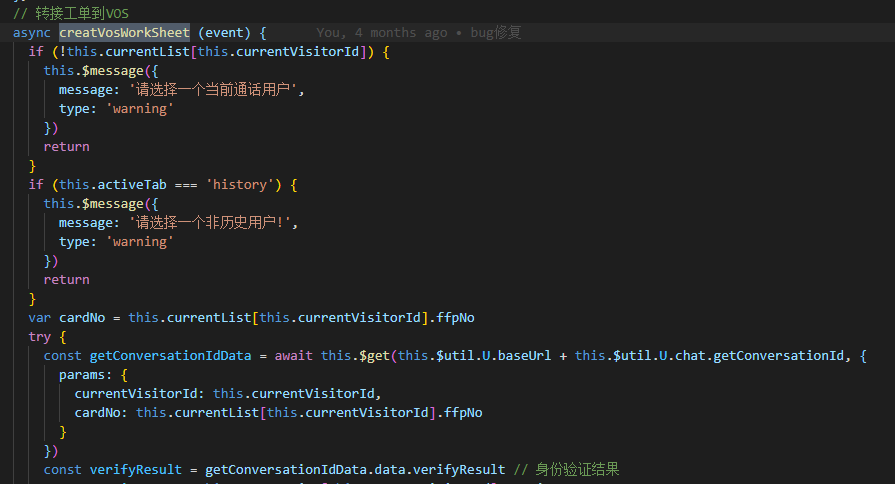 // 转接工单到VOS
async creatVosWorkSheet (event) { You, 4 months ago • bug修复
if (!this.currentList[this.currentVisitorId]) {
this.$message({
message: '请选择一个当前通话用户',
type: 'warning'
})
return
}
if (this.activeTab === 'history') {
this.$message({
message: '请选择一个非历史用户!',
type: 'warning'
})
return
}
var cardNo = this.currentList[this.currentVisitorId].ffpNo
try {
const getConversationIdData = await this.$get(this.$util.U.baseUrl + this.$util.U.chat.getConversationId, {
params: {
currentVisitorId: this.currentVisitorId,
cardNo: this.currentList[this.currentVisitorId].ffpNo
}
})
const verifyResult = getConversationIdData.data.verifyResult // 身份验证结果